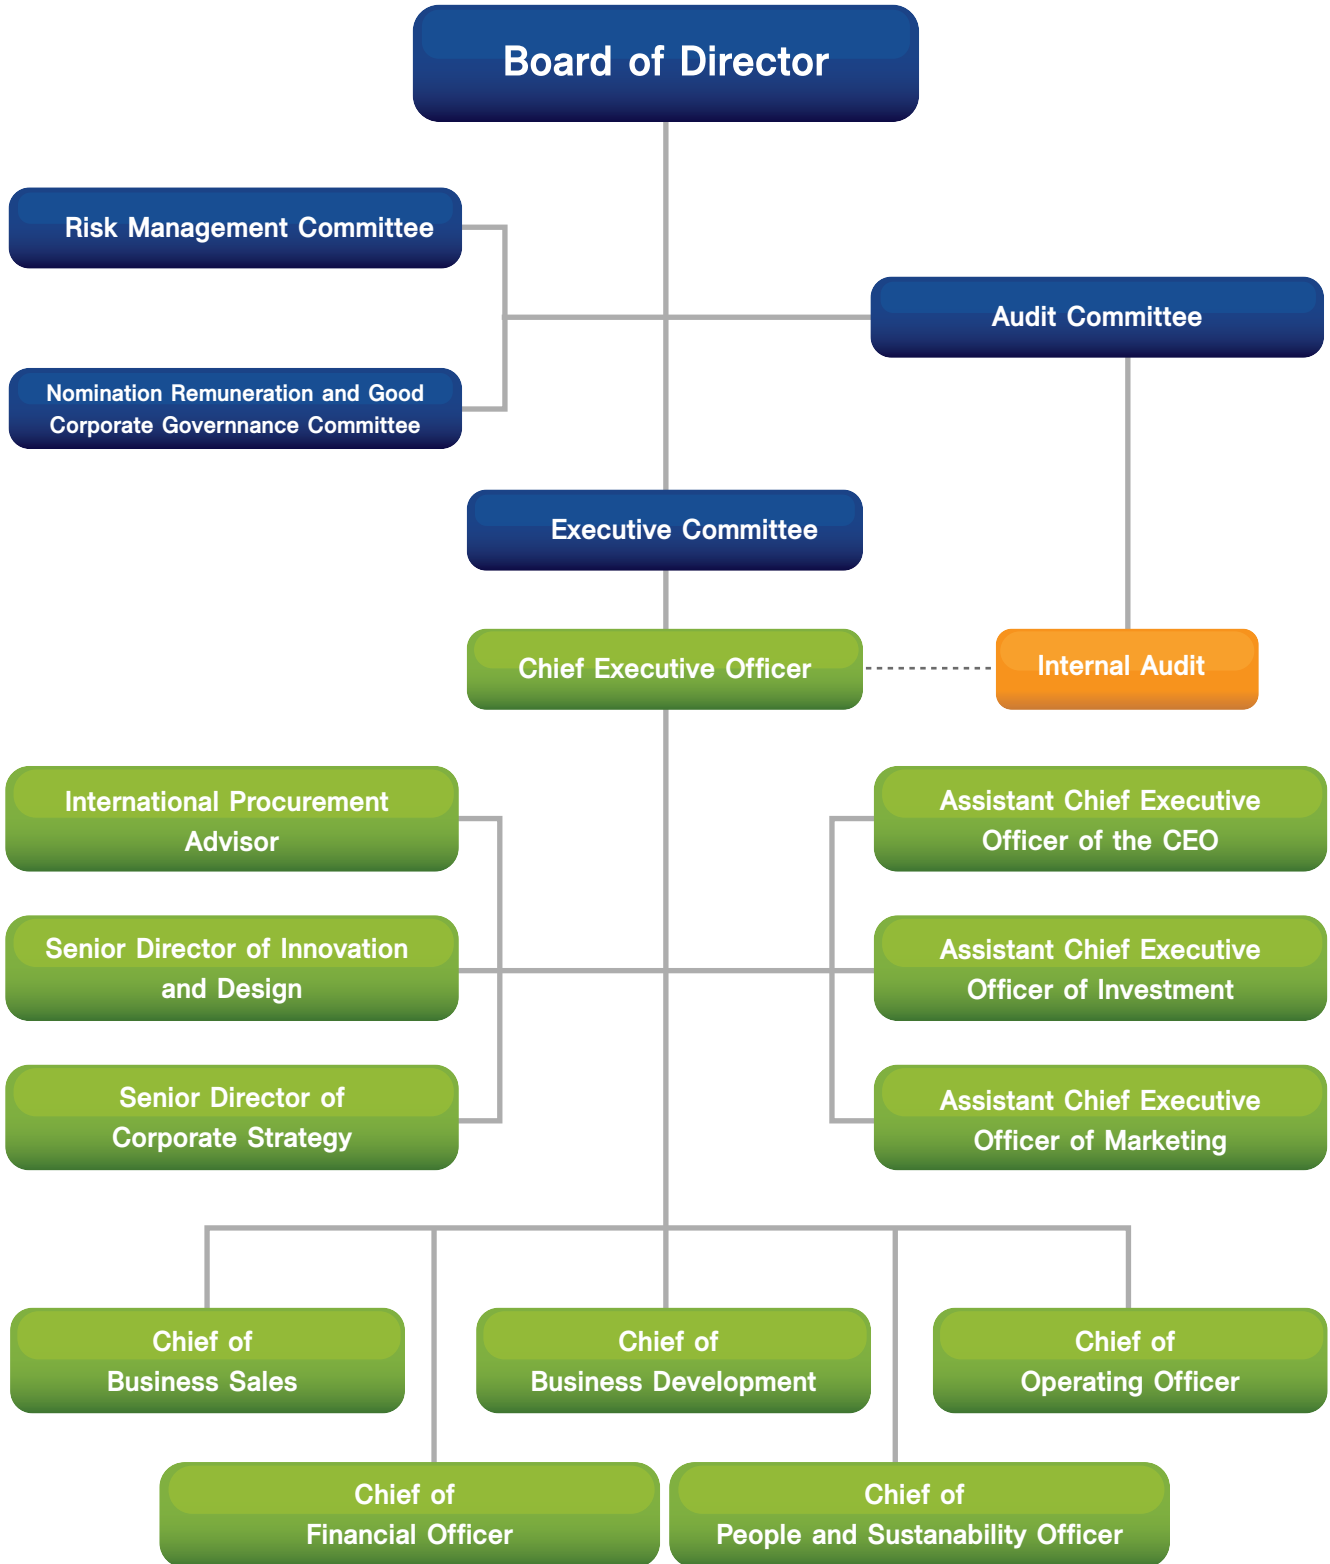 Board of Director
Risk Management Committee
Audit Committee
Nomination Remuneration and Good
Corporate Governnance Committee
Executive Committee
Chief Executive Officer
Internal Audit
International Procurement
Advisor
Assistant Chief Executive
Officer of the CEO
Senior Director of Innovation
and Design
Assistant Chief Executive
Officer of Investment
Senior Director of
Corporate Strategy
Assistant Chief Executive
Officer of Marketing
Chief of
Business Sales
Chief of
Business Development
Chief of
Operating Officer
Chief of
Financial Officer
Chief of
People and Sustanability Officer